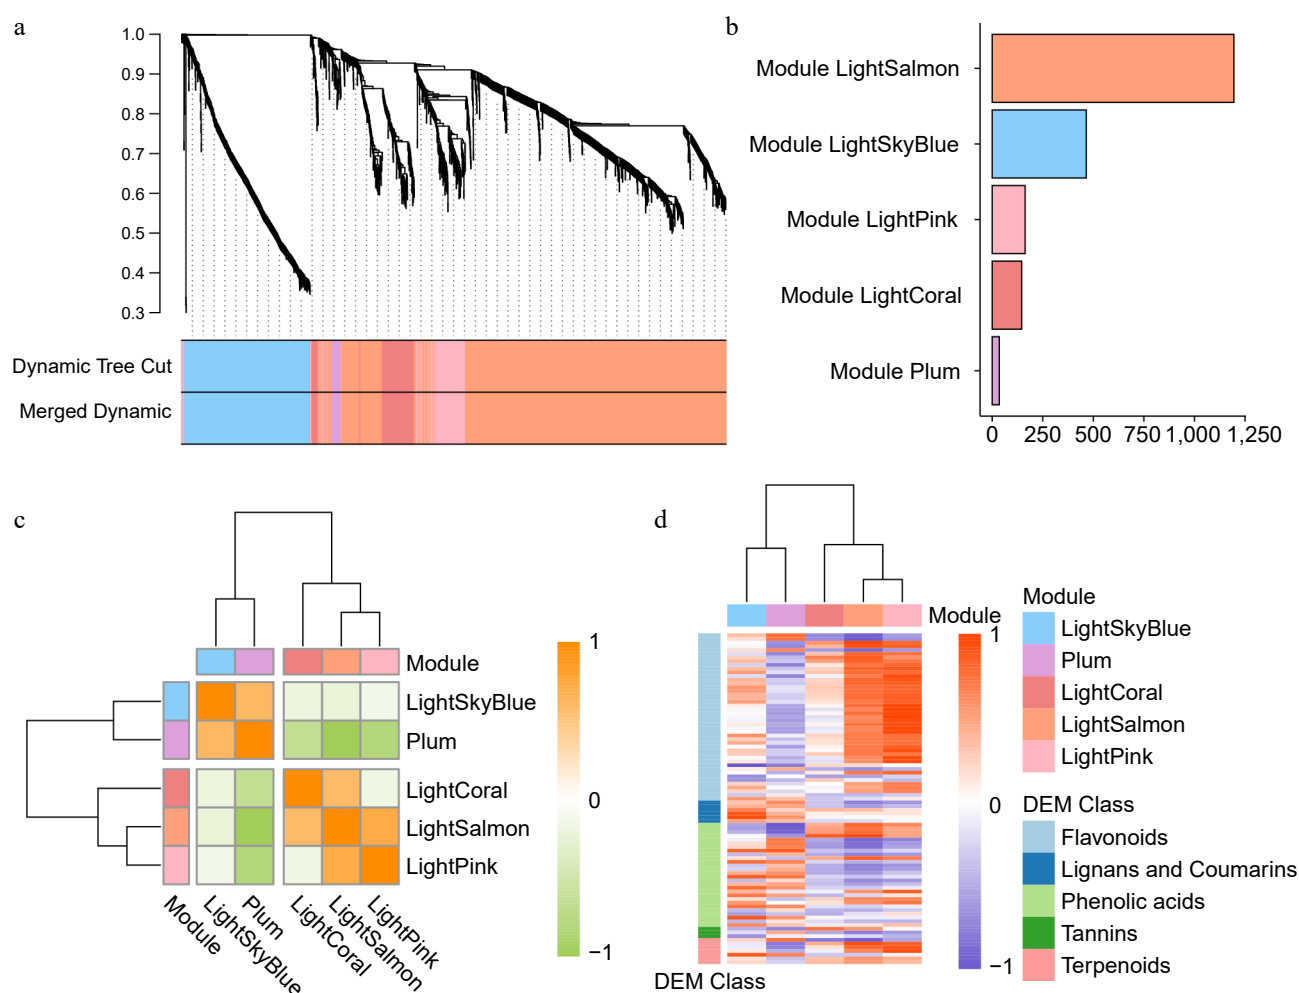 a
1.0
0.9
0.8
0.7
0.6
0.5
0.4
0.3
Dynamic Tree Cut
Merged Dynamic
b
Module LightSalmon
Module LightSkyBlue
Module LightPink
Module LightCoral
Module Plum
0 250 500 750 1,000 1,250
c
Module
LightSkyBlue
Plum
LightCoral
LightSalmon
LightPink
Module
LightSkyBlue
Plum
LightCoral
LightSalmon
LightPink
1
0
−1
d
Module
DEM Class
1
0
−1
Module
LightSkyBlue
Plum
LightCoral
LightSalmon
LightPink
DEM Class
Flavonoids
Lignans and Coumarins
Phenolic acids
Tannins
Terpenoids